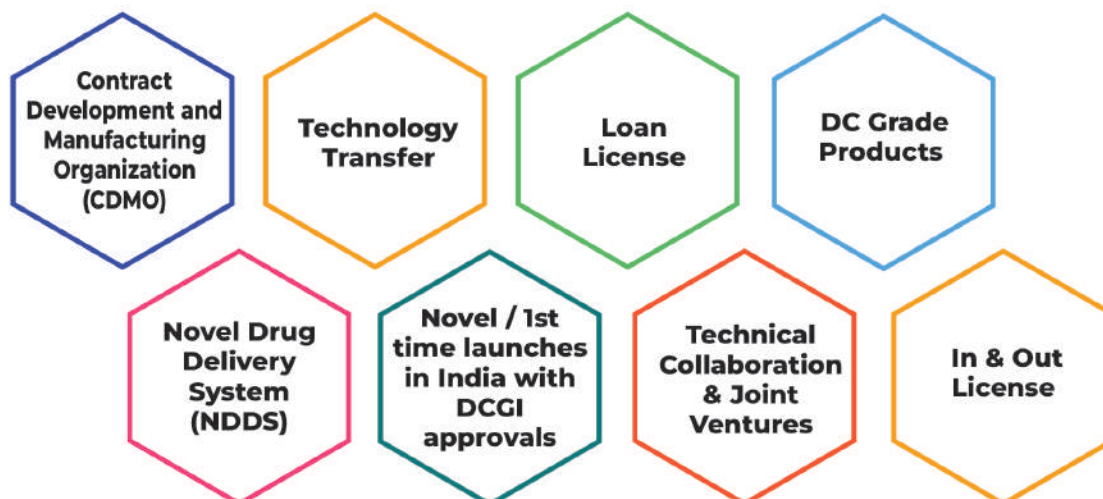 Contract
Development and
Manufacturing
Organization
(CDMO)
Technology
Transfer
Loan
License
DC Grade
Products
Novel Drug
Delivery
System
(NDDS)
Novel / 1st
time launches
in India with
DCGI
approvals
Technical
Collaboration
& Joint
Ventures
In & Out
License